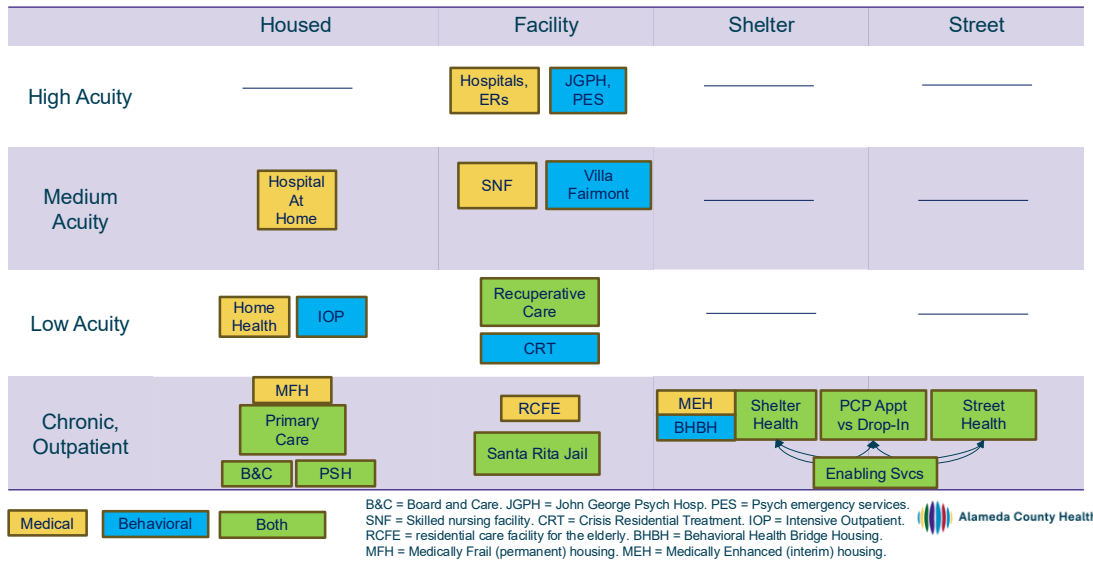 Housed
Facility
Shelter
Street
High Acuity
Hospitals,
ERs
JGPH,
PES
Medium
Acuity
Hospital
At
Home
SNF
Villa
Fairmont
Low Acuity
Home
Health
IOP
Recuperative
Care
CRT
Chronic,
Outpatient
MFH
Primary
Care
B&C
PSH
RCFE
Santa Rita Jail
MEH
BHBH
Shelter
Health
PCP Appt
vs Drop-In
Street
Health
Enabling Svcs
Medical
Behavioral
Both
B&C = Board and Care. JGPH = John George Psych Hosp. PES = Psych emergency services.
SNF = Skilled nursing facility. CRT = Crisis Residential Treatment. IOP = Intensive Outpatient.
RCFE = residential care facility for the elderly. BHBH = Behavioral Health Bridge Housing.
MFH = Medically Frail (permanent) housing. MEH = Medically Enhanced (interim) housing.
Alameda County Health